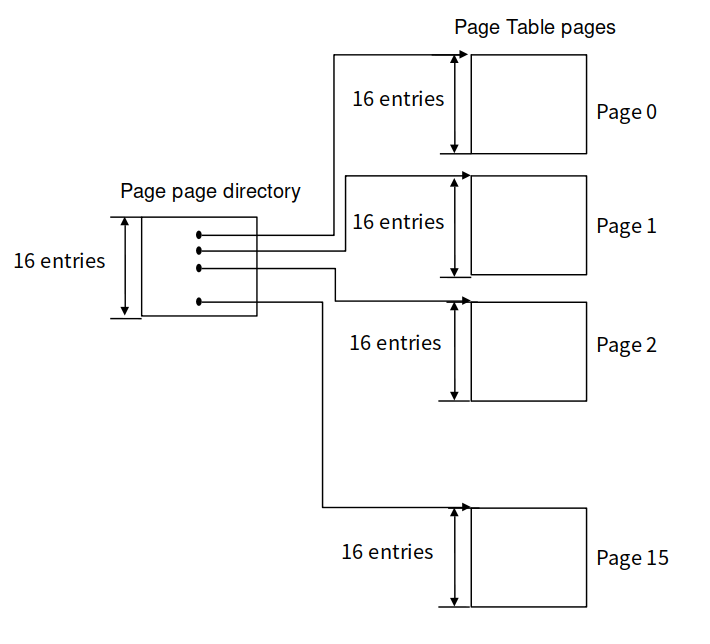 Page Table pages
16 entries
Page 0
Page page directory
16 entries
Page 1
16 entries
16 entries
Page 2
16 entries
Page 15